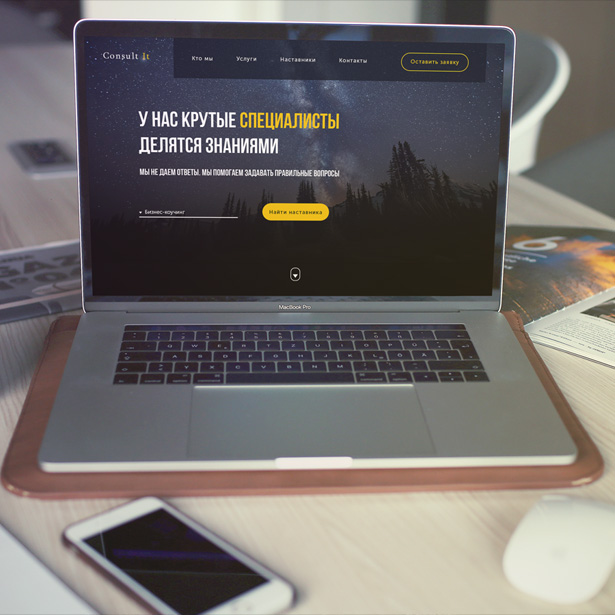 Consult It
Кто мы
Услуги
Наставники
Контакты
Оставить заявку
У НАС КРУТЫЕ СПЕЦИАЛИСТЫ
ДЕЛЯТСЯ ЗНАНИЯМИ
МЫ НЕ ДАЕМ ОТВЕТЫ. МЫ ПОМОГАЕМ ЗАДАВАТЬ ПРАВИЛЬНЫЕ ВОПРОСЫ
Бизнес-коучинг
Найти наставника
MacBook Pro
6